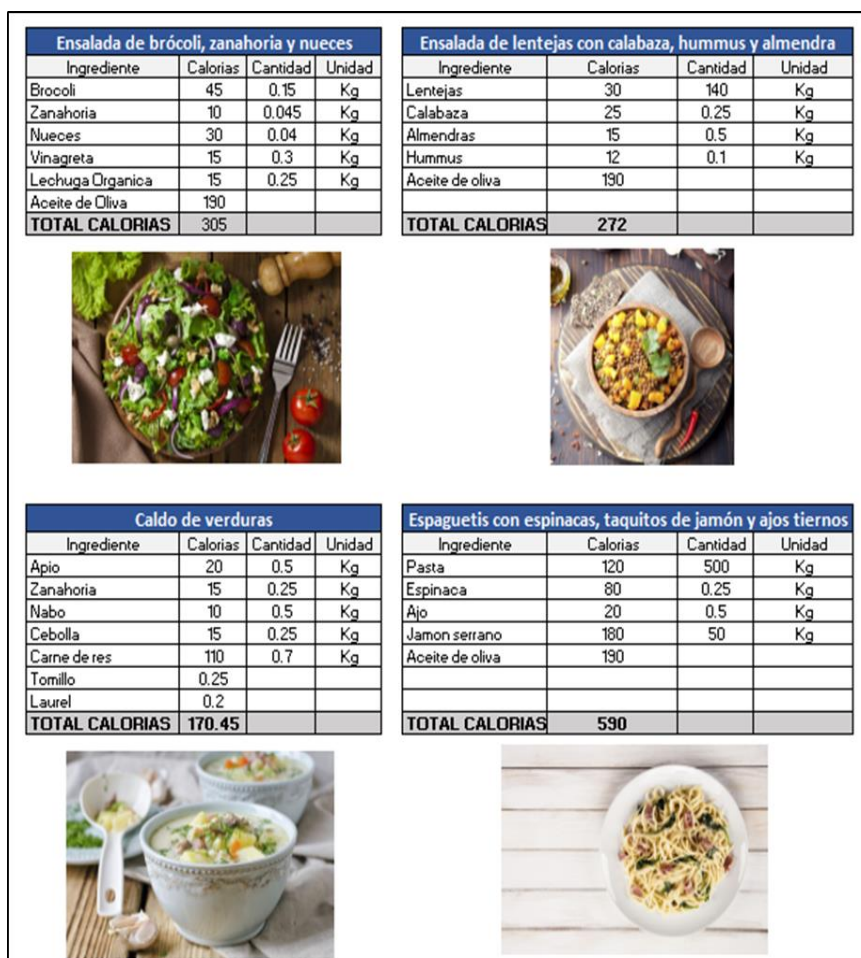 Ensalada de brócoli, zanahoria y nueces
Ingrediente Calorias Cantidad Unidad
Brocoli 45 0.15 Kg
Zanahoria 10 0.045 Kg
Nueces 30 0.04 Kg
Vinagreta 15 0.3 Kg
Lechuga Organica 15 0.25 Kg
Aceite de Oliva 190
TOTAL CALORIAS 305
Ensalada de lentejas con calabaza, hummus y almendra
Ingrediente Calorias Cantidad Unidad
Lentejas 30 140 Kg
Calabaza 25 0.25 Kg
Almendras 15 0.5 Kg
Hummus 12 0.1 Kg
Aceite de oliva 190
TOTAL CALORIAS 272
Caldo de verduras
Ingrediente Calorias Cantidad Unidad
Apio 20 0.5 Kg
Zanahoria 15 0.25 Kg
Nabo 10 0.5 Kg
Cebolla 15 0.25 Kg
Carne de res 110 0.7 Kg
Tomillo 0.25
Laurel 0.2
TOTAL CALORIAS 170.45
Espaguetis con espinacas, taquitos de jamón y ajos tiernos
Ingrediente Calorias Cantidad Unidad
Pasta 120 500 Kg
Espinaca 80 0.25 Kg
Ajo 20 0.5 Kg
Jamon serrano 180 50 Kg
Aceite de oliva 190
TOTAL CALORIAS 590